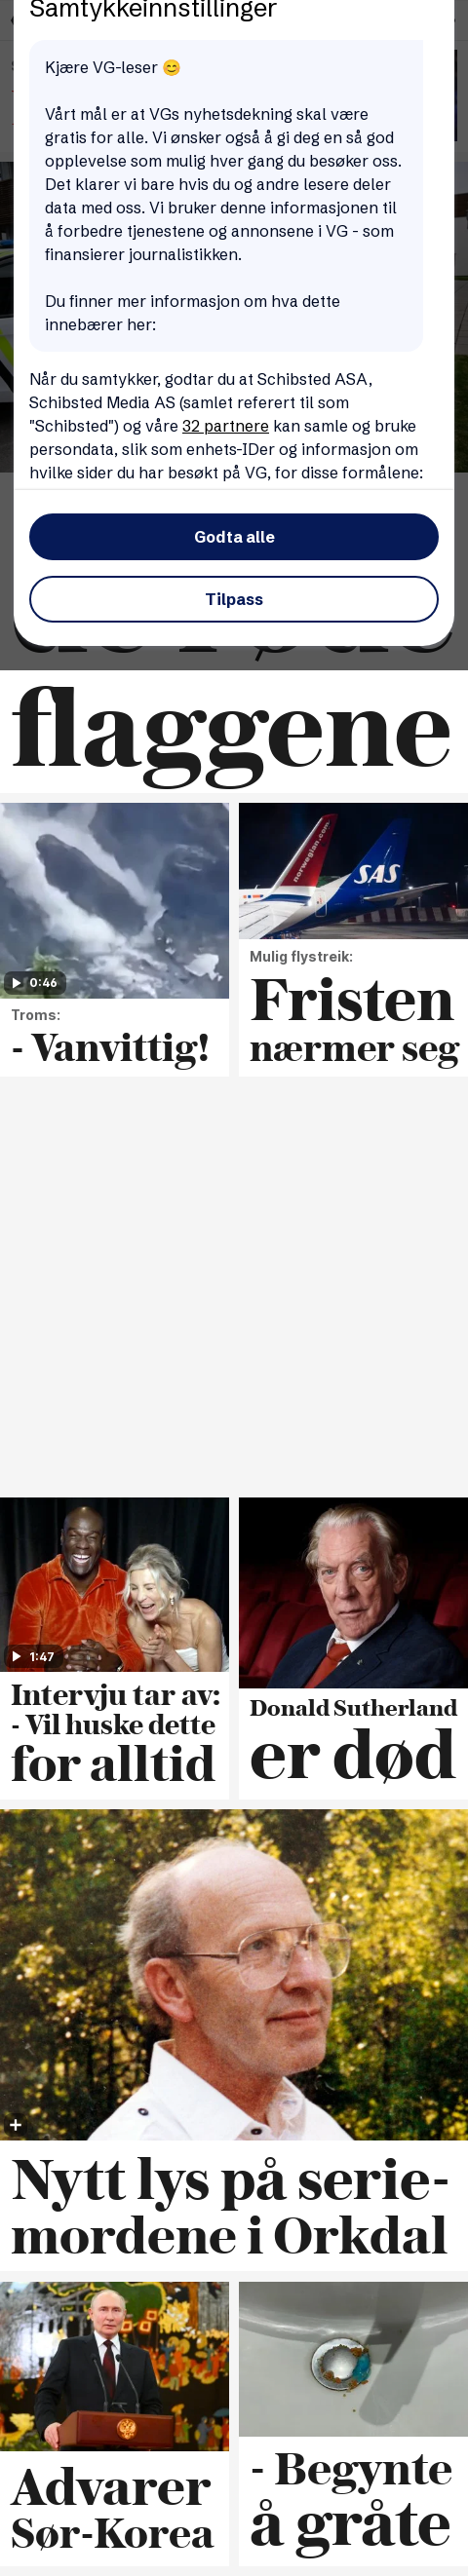 Samtykkeinnstillinger
Kjære VG-leser 😊
Vårt mål er at VGs nyhetsdekning skal være
gratis for alle. Vi ønsker også å gi deg en så god
opplevelse som mulig hver gang du besøker oss.
Det klarer vi bare hvis du og andre lesere deler
data med oss. Vi bruker denne informasjonen til
å forbedre tjenestene og annonsene i VG - som
finansierer journalistikken.
Du finner mer informasjon om hva dette
innebærer her:
Når du samtykker, godtar du at Schibsted ASA,
Schibsted Media AS (samlet referert til som
"Schibsted") og våre 32 partnere kan samle og bruke
persondata, slik som enhets-IDer og informasjon om
hvilke sider du har besøkt på VG, for disse formålene:
Godta alle
Tilpass
flaggene
0:46
Troms:
- Vanvittig!
norwegian.com
SAS
Mulig flystreik:
Fristen
nærmer seg
1:47
Intervju tar av:
- Vil huske dette
for alltid
Donald Sutherland
er død
Nytt lys på serie-
mordene i Orkdal
Advarer
Sør-Korea
- Begynte
å gråte